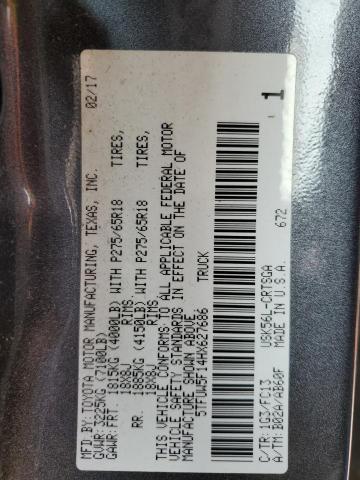 MFD.BY:TOYOTA MOTOR MANUFACTURING, TEXAS, INC. 02/17
GVWR:3225KG (7100LB)
GAWR:FRT. 1815KG (4000LB) WITH P275/65R18 TIRES,
18X8J RIMS
RR. 1885KG (4150LB) WITH P275/65R18 TIRES,
18X8J RIMS
THIS VEHICLE CONFORMS TO ALL APPLICABLE FEDERAL MOTOR
VEHICLE SAFETY STANDARDS IN EFFECT ON THE DATE OF
MANUFACTURE SHOWN ABOVE.
5TFUW5F14HX627686 TRUCK
1
672
C/TR:1G3/FC13 USK56L-CRTSGA
A/TM:B02A/AB60F MADE IN U.S.A.